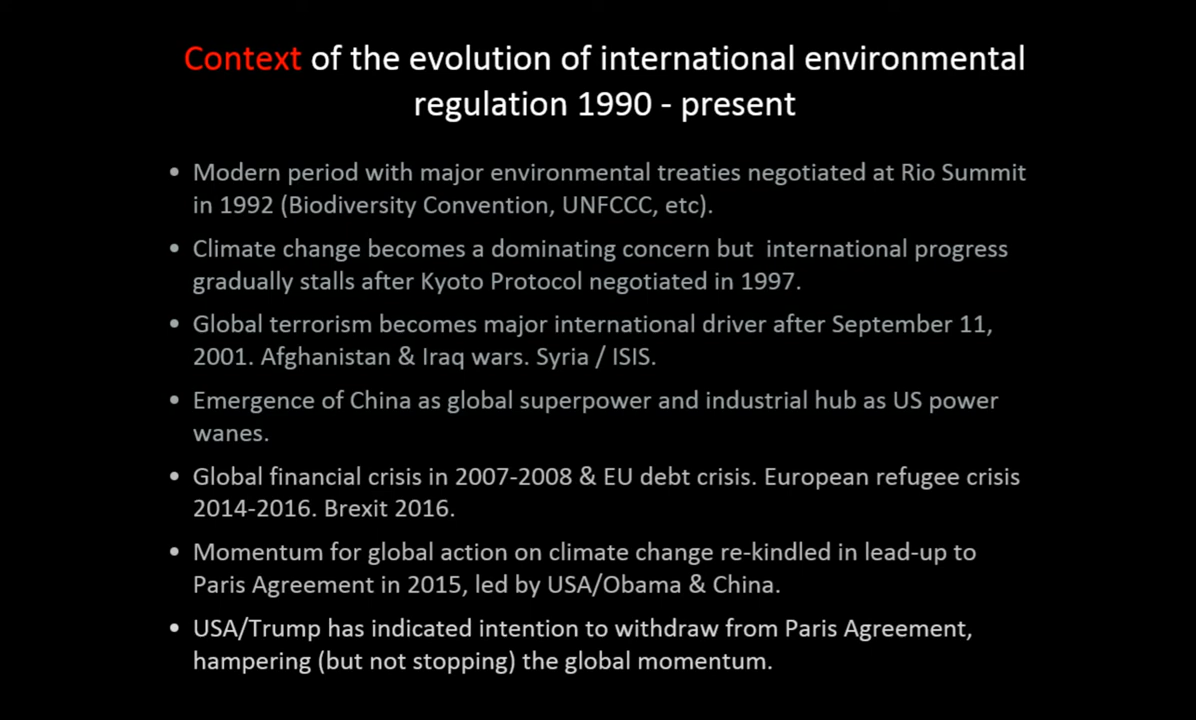 Context of the evolution of international environmental
regulation 1990 - present
• Modern period with major environmental treaties negotiated at Rio Summit
in 1992 (Biodiversity Convention, UNFCCC, etc).
• Climate change becomes a dominating concern but  international progress
gradually stalls after Kyoto Protocol negotiated in 1997.
• Global terrorism becomes major international driver after September 11,
2001. Afghanistan & Iraq wars. Syria / ISIS.
• Emergence of China as global superpower and industrial hub as US power
wanes.
• Global financial crisis in 2007-2008 & EU debt crisis. European refugee crisis
2014-2016. Brexit 2016.
• Momentum for global action on climate change re-kindled in lead-up to
Paris Agreement in 2015, led by USA/Obama & China.
• USA/Trump has indicated intention to withdraw from Paris Agreement,
hampering (but not stopping) the global momentum.